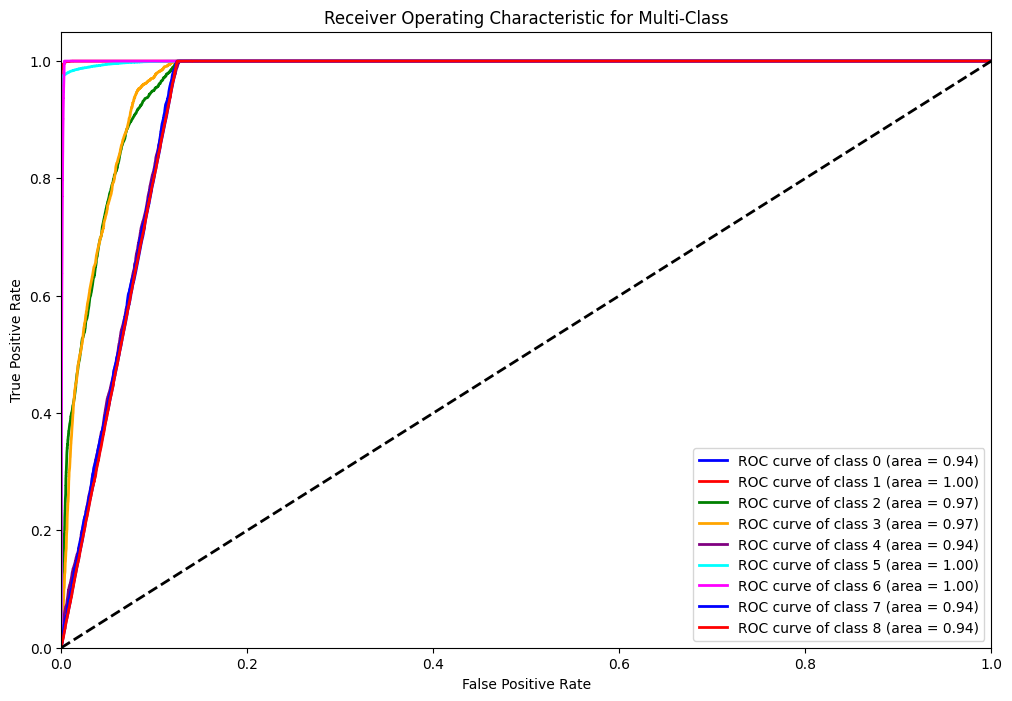 Receiver Operating Characteristic for Multi-Class
1.0
0.8
0.6
0.4
0.2
0.0
True Positive Rate
ROC curve of class 0 (area = 0.94)
ROC curve of class 1 (area = 1.00)
ROC curve of class 2 (area = 0.97)
ROC curve of class 3 (area = 0.97)
ROC curve of class 4 (area = 0.94)
ROC curve of class 5 (area = 1.00)
ROC curve of class 6 (area = 1.00)
ROC curve of class 7 (area = 0.94)
ROC curve of class 8 (area = 0.94)
0.0 0.2 0.4 0.6 0.8 1.0
False Positive Rate